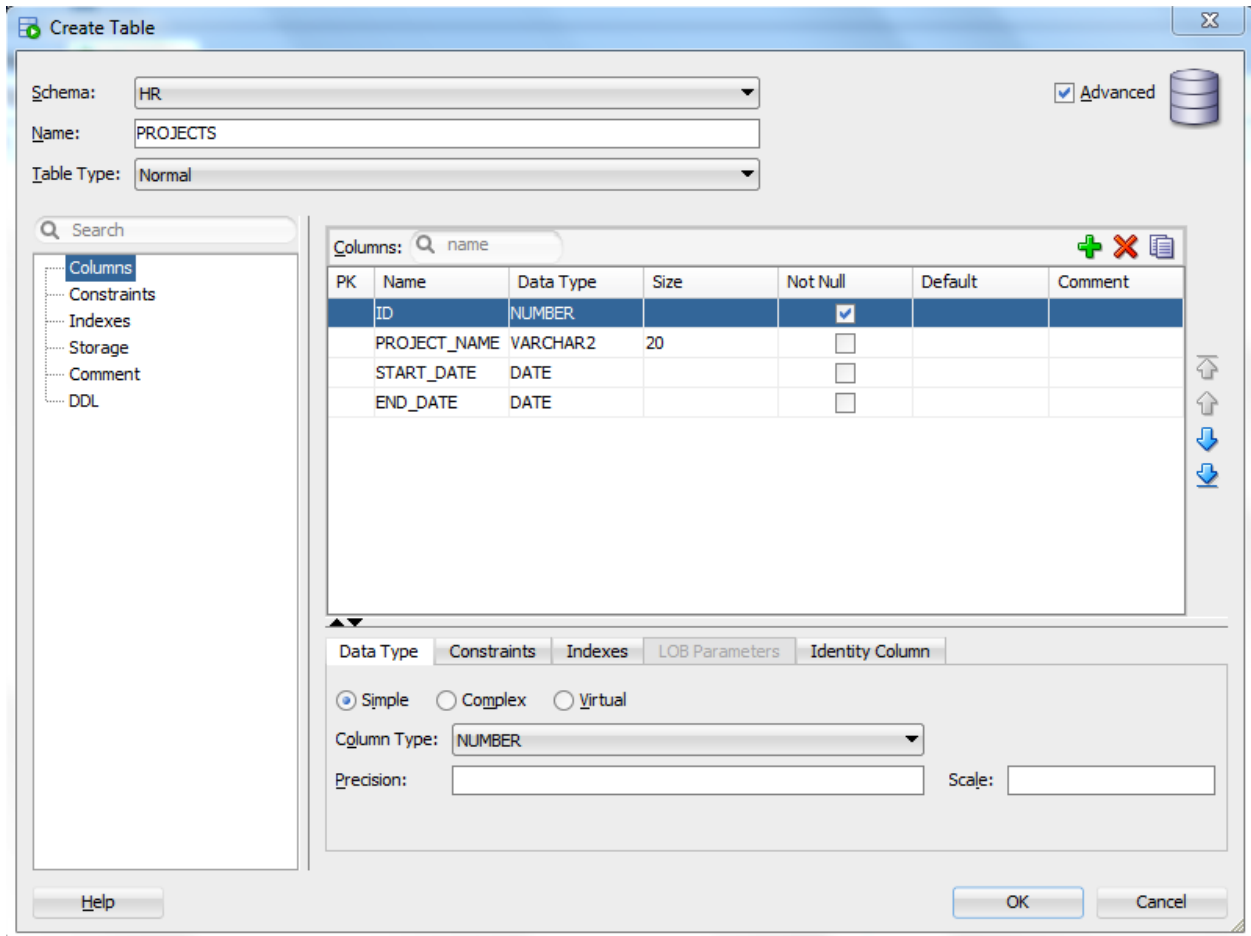 Create Table
Schema: HR Advanced
Name: PROJECTS
Table Type: Normal
Search
Columns
Constraints
Indexes
Storage
Comment
DDL
Columns: name
PK Name Data Type Size Not Null Default Comment
ID NUMBER
PROJECT_NAME VARCHAR2 20
START_DATE DATE
END_DATE DATE
Data Type Constraints Indexes LOB Parameters Identity Column
Simple Complex Virtual
Column Type: NUMBER
Precision: Scale:
Help OK Cancel